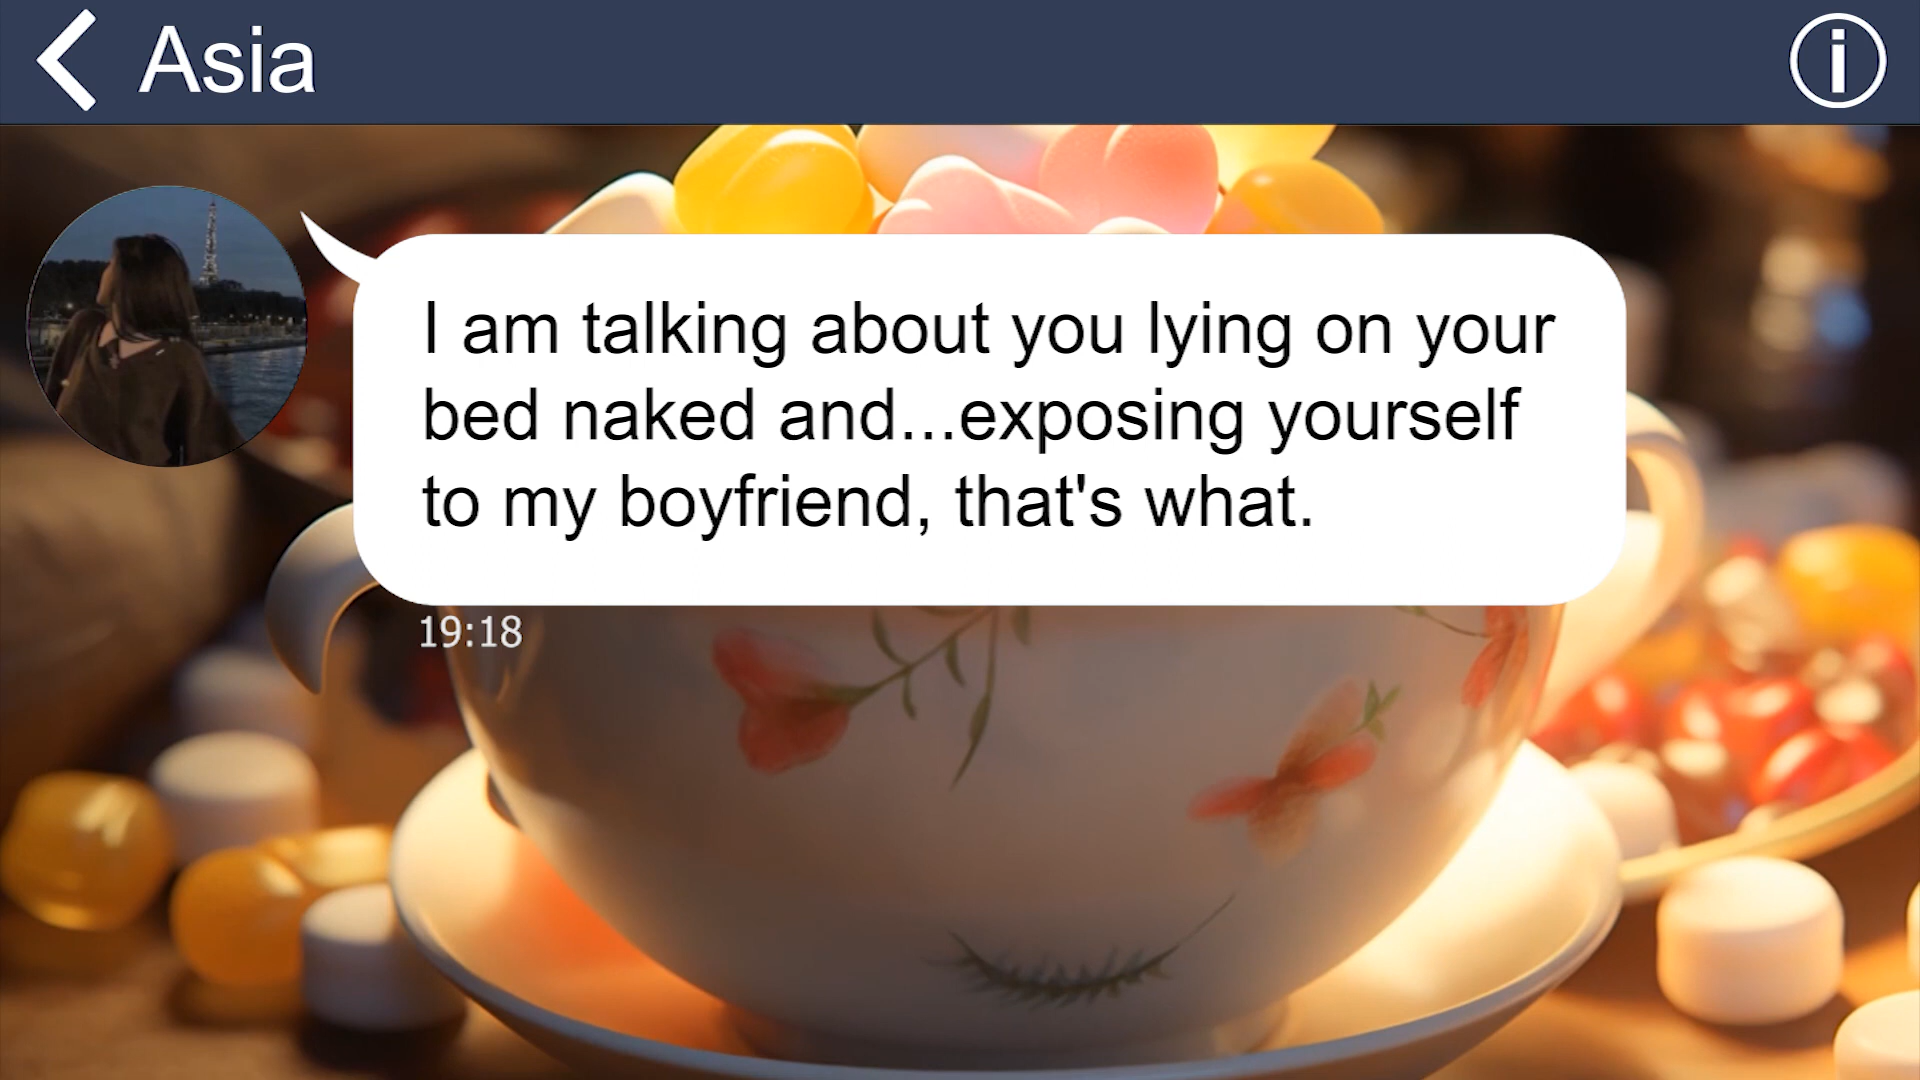 Asia
I am talking about you lying on your
bed naked and...exposing yourself
to my boyfriend, that's what.
19:18